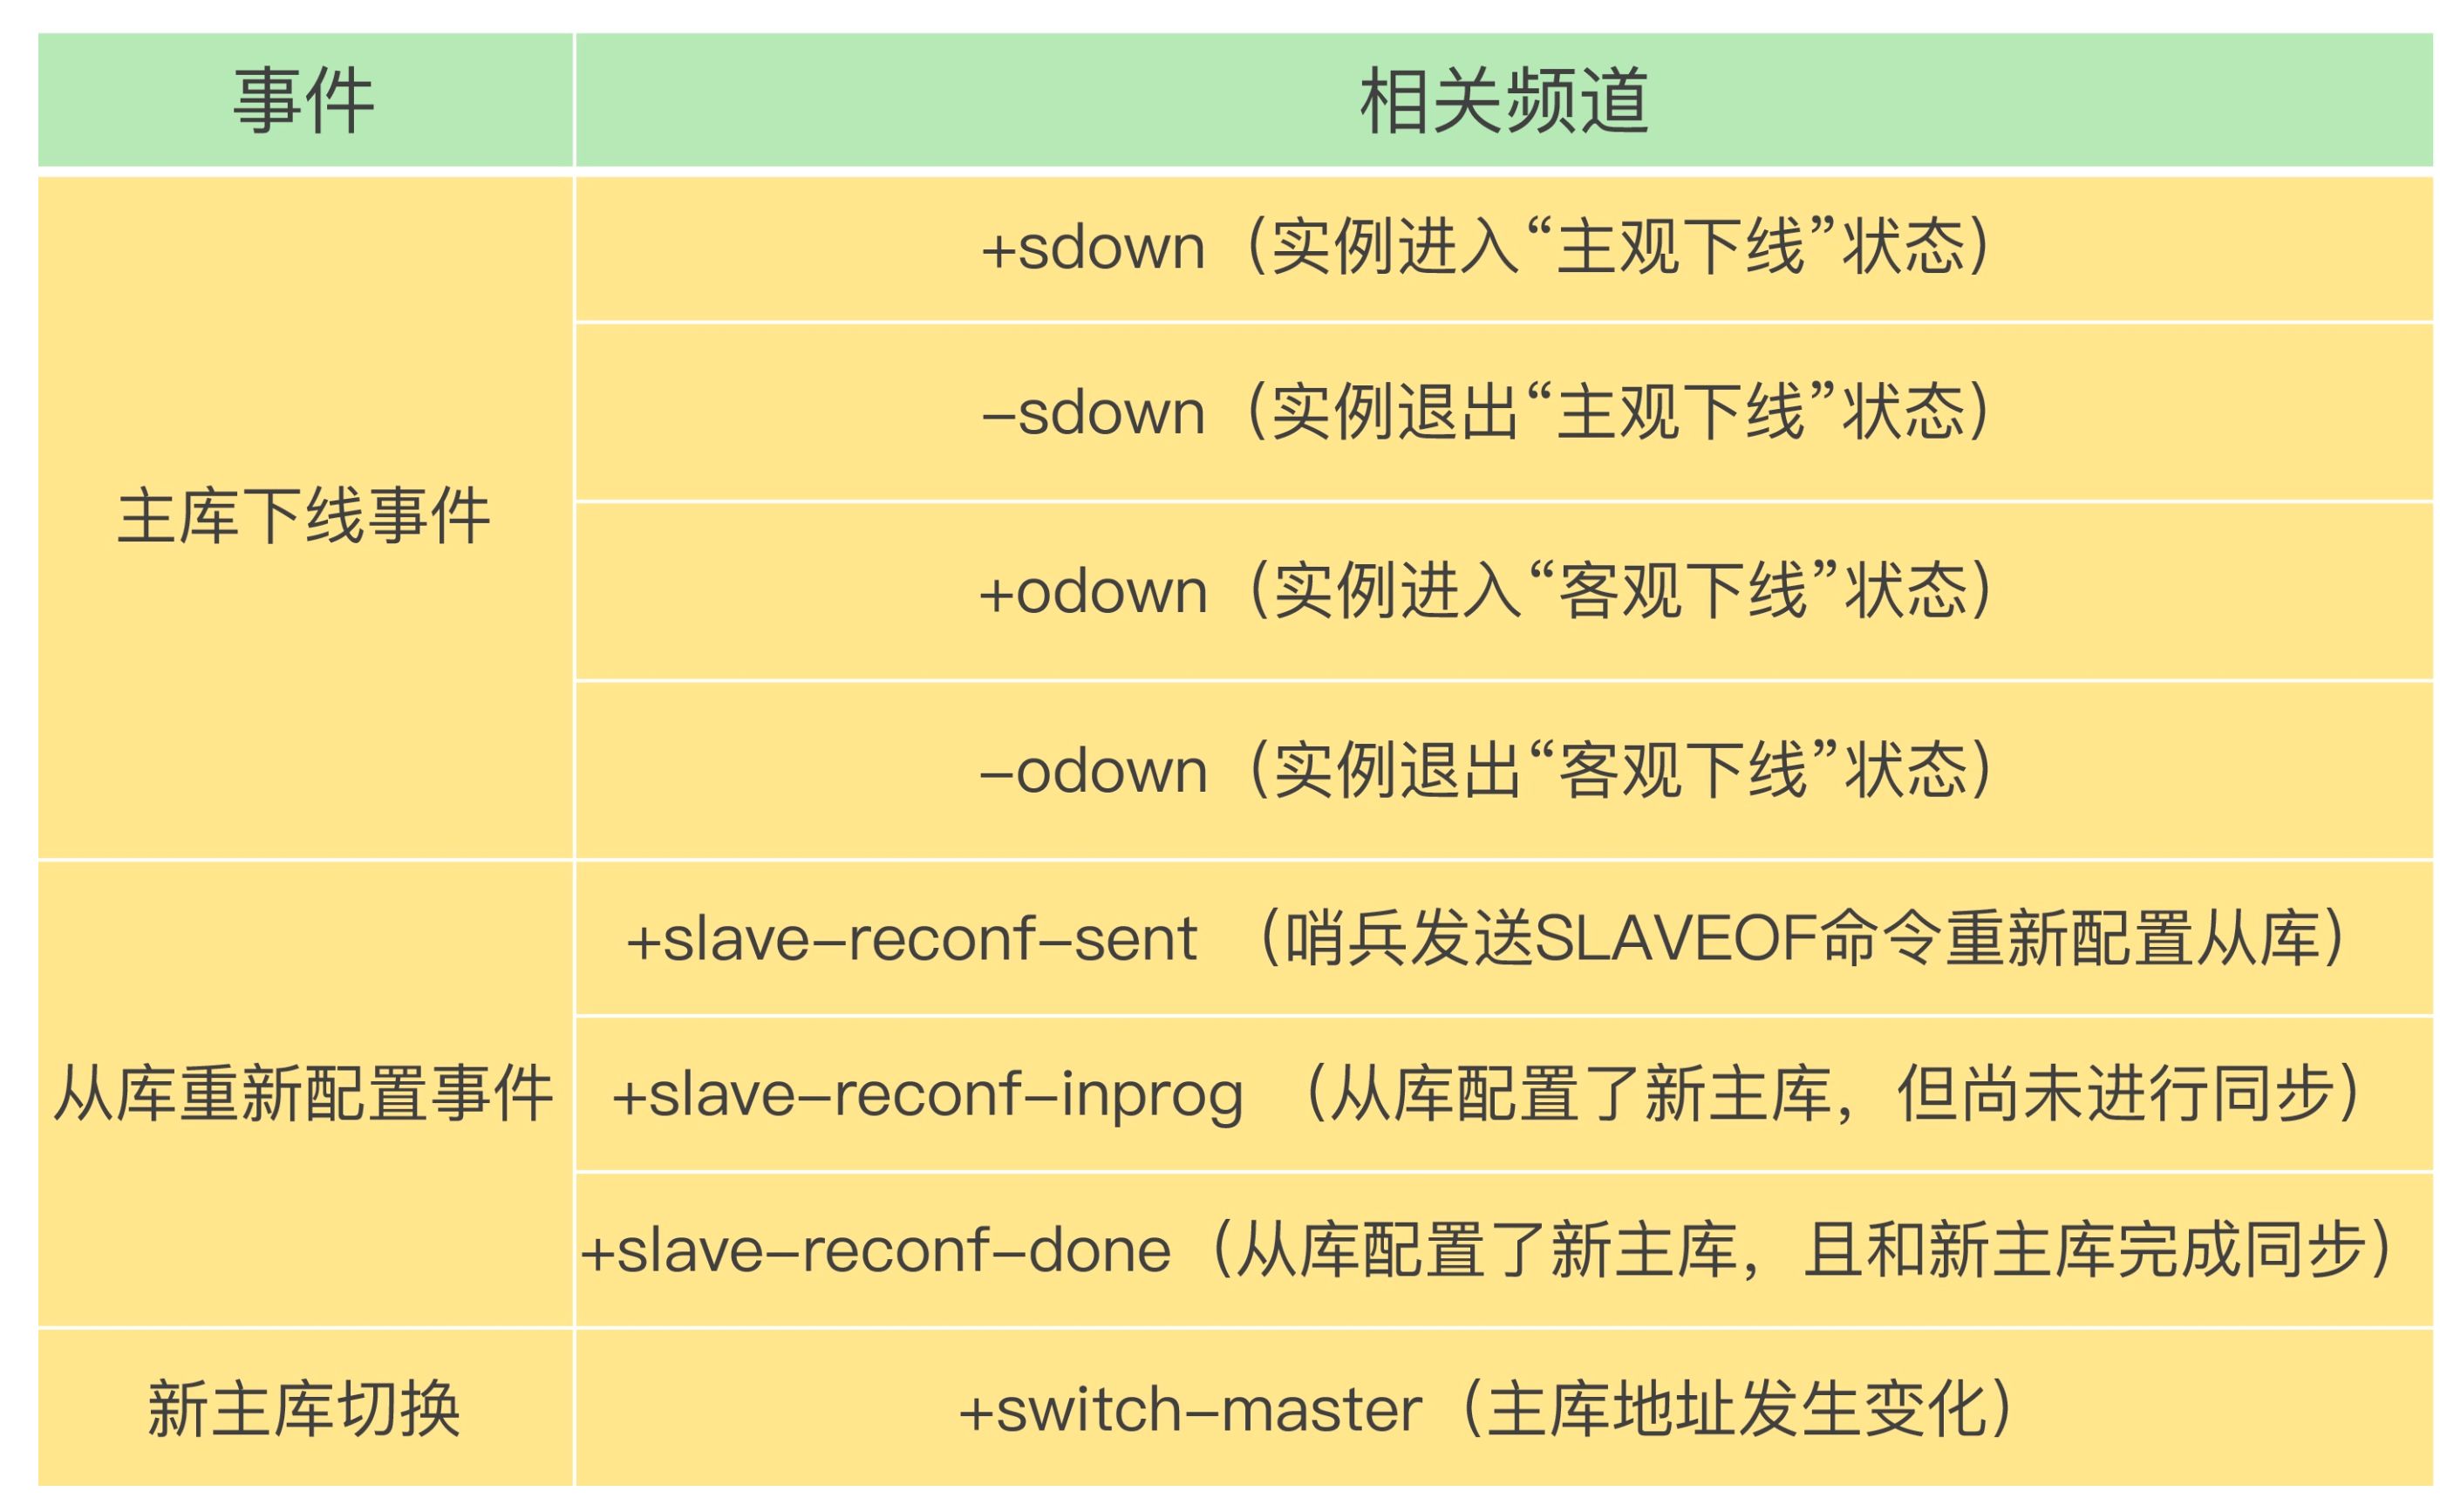 事件
相关频道
+sdown（实例进入“主观下线”状态）
-sdown（实例退出“主观下线”状态）
主库下线事件
+odown（实例进入“客观下线”状态）
-odown（实例退出“客观下线”状态）
+slave-reconf-sent （哨兵发送SLAVEOF命令重新配置从库）
从库重新配置事件
+slave-reconf-inprog （从库配置了新主库，但尚未进行同步）
+slave-reconf-done（从库配置了新主库，且和新主库完成同步）
新主库切换
+switch-master（主库地址发生变化）